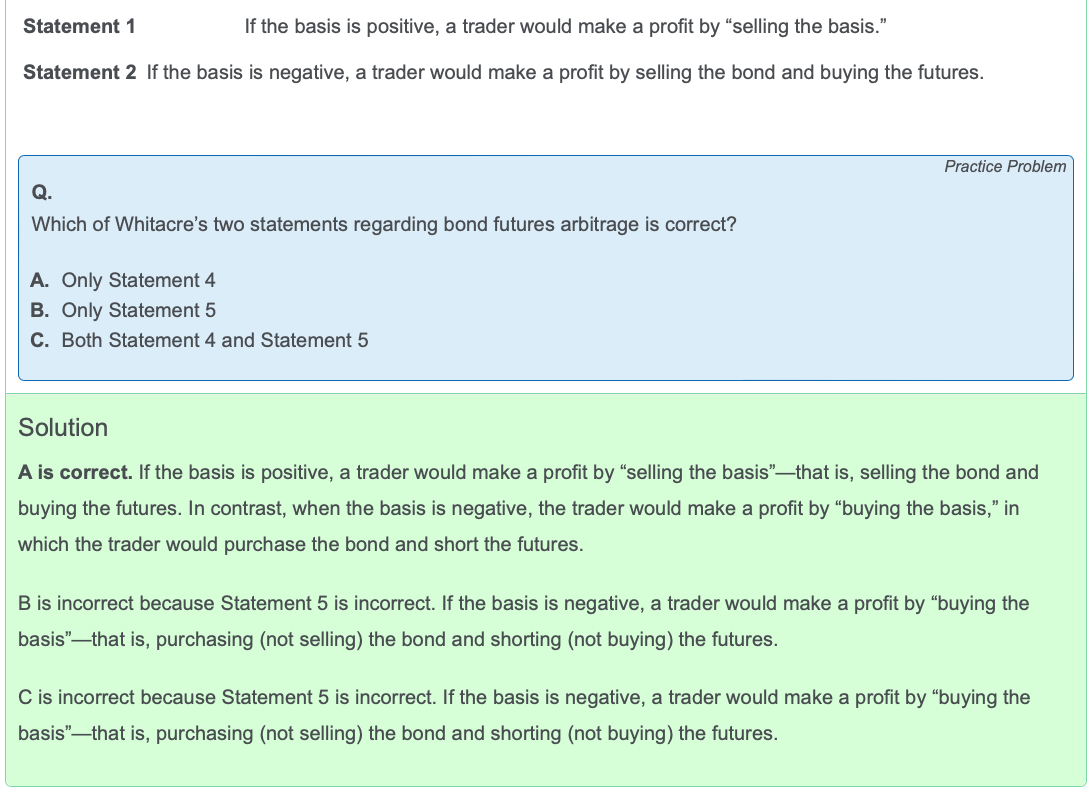 Statement 1 If the basis is positive, a trader would make a profit by “selling the basis.”
Statement 2 If the basis is negative, a trader would make a profit by selling the bond and buying the futures.
Practice Problem
Q.
Which of Whitacre’s two statements regarding bond futures arbitrage is correct?
A. Only Statement 4
B. Only Statement 5
C. Both Statement 4 and Statement 5
Solution
A is correct. If the basis is positive, a trader would make a profit by “selling the basis”—that is, selling the bond and
buying the futures. In contrast, when the basis is negative, the trader would make a profit by “buying the basis,” in
which the trader would purchase the bond and short the futures.
B is incorrect because Statement 5 is incorrect. If the basis is negative, a trader would make a profit by “buying the
basis”—that is, purchasing (not selling) the bond and shorting (not buying) the futures.
C is incorrect because Statement 5 is incorrect. If the basis is negative, a trader would make a profit by “buying the
basis”—that is, purchasing (not selling) the bond and shorting (not buying) the futures.